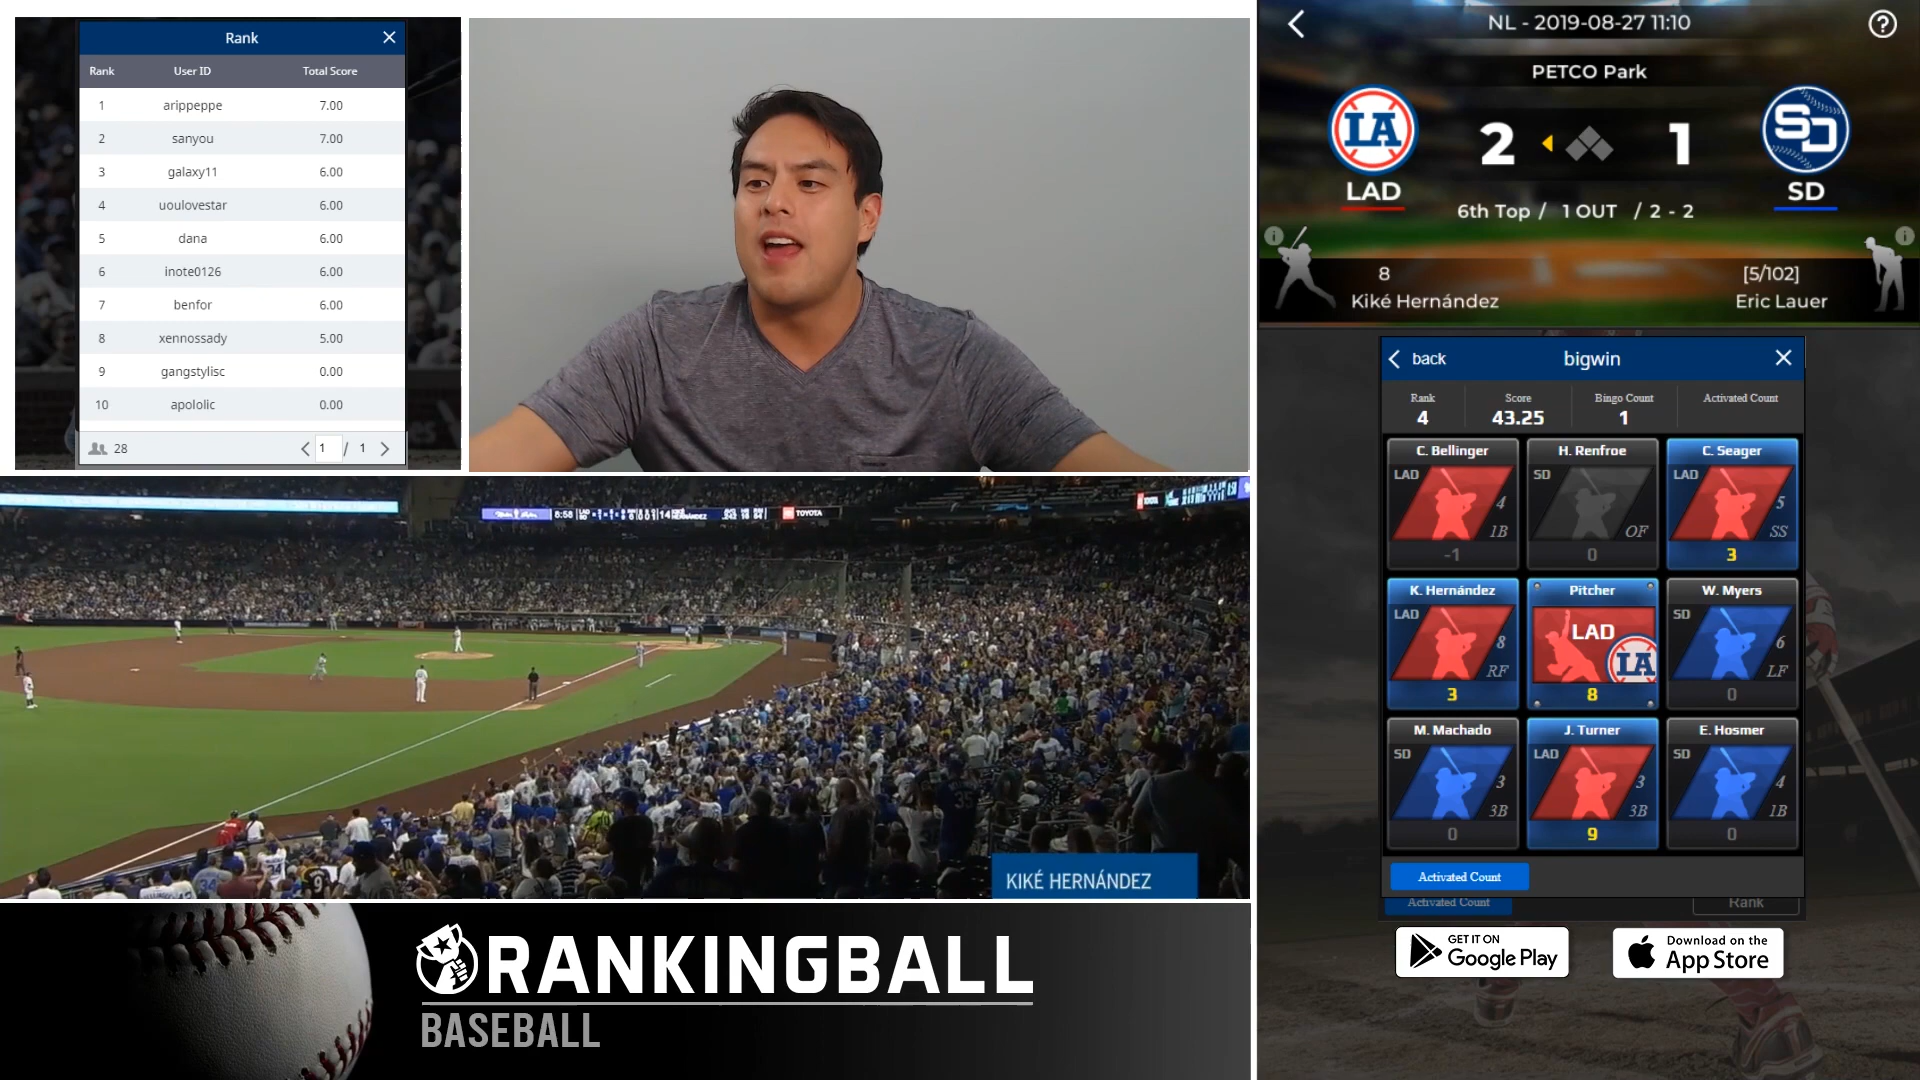 Rank
Rank User ID Total Score
1 arippeppe 7.00
2 sanyou 7.00
3 galaxy11 6.00
4 uoulovestar 6.00
5 dana 6.00
6 inote0126 6.00
7 benfor 6.00
8 xennossady 5.00
9 gangstylisc 0.00
10 apololic 0.00
28
1 / 1
NL - 2019-08-27 11:10
PETCO Park
LA 2 1 SD
LAD SD
6th Top / 1 OUT / 2 - 2
8 [5/102]
Kiké Hernández Eric Lauer
back bigwin
Rank Score Bingo Count Activated Count
4 43.25 1
C. Bellinger
LAD
4
1B
-1
H. Renfroe
SD
OF
0
C. Seager
LAD
5
SS
3
K. Hernández
LAD
8
RF
3
Pitcher
LAD
LA
8
W. Myers
SD
6
LF
0
M. Machado
SD
3
3B
0
J. Turner
LAD
3
3B
9
E. Hosmer
SD
4
1B
0
Activated Count
Activated Count Rank
GET IT ON
Google Play
Download on the
App Store
8:58
TOYOTA
KIKÉ HERNÁNDEZ
RANKINGBALL
BASEBALL